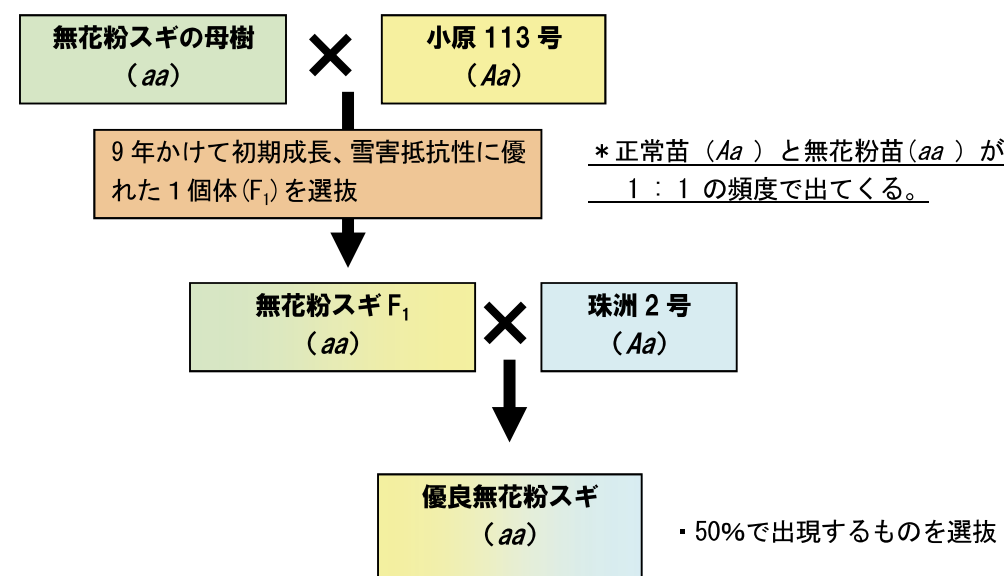 無花粉スギの母樹
（aa）
×
小原 113 号
（Aa）
9 年かけて初期成長、雪害抵抗性に優
れた１個体(F₁)を選抜
＊正常苗（Aa ）と無花粉苗(aa ）が
１：１の頻度で出てくる。
無花粉スギ F₁
（aa）
×
珠洲 2 号
（Aa）
優良無花粉スギ
（aa）
・50%で出現するものを選抜